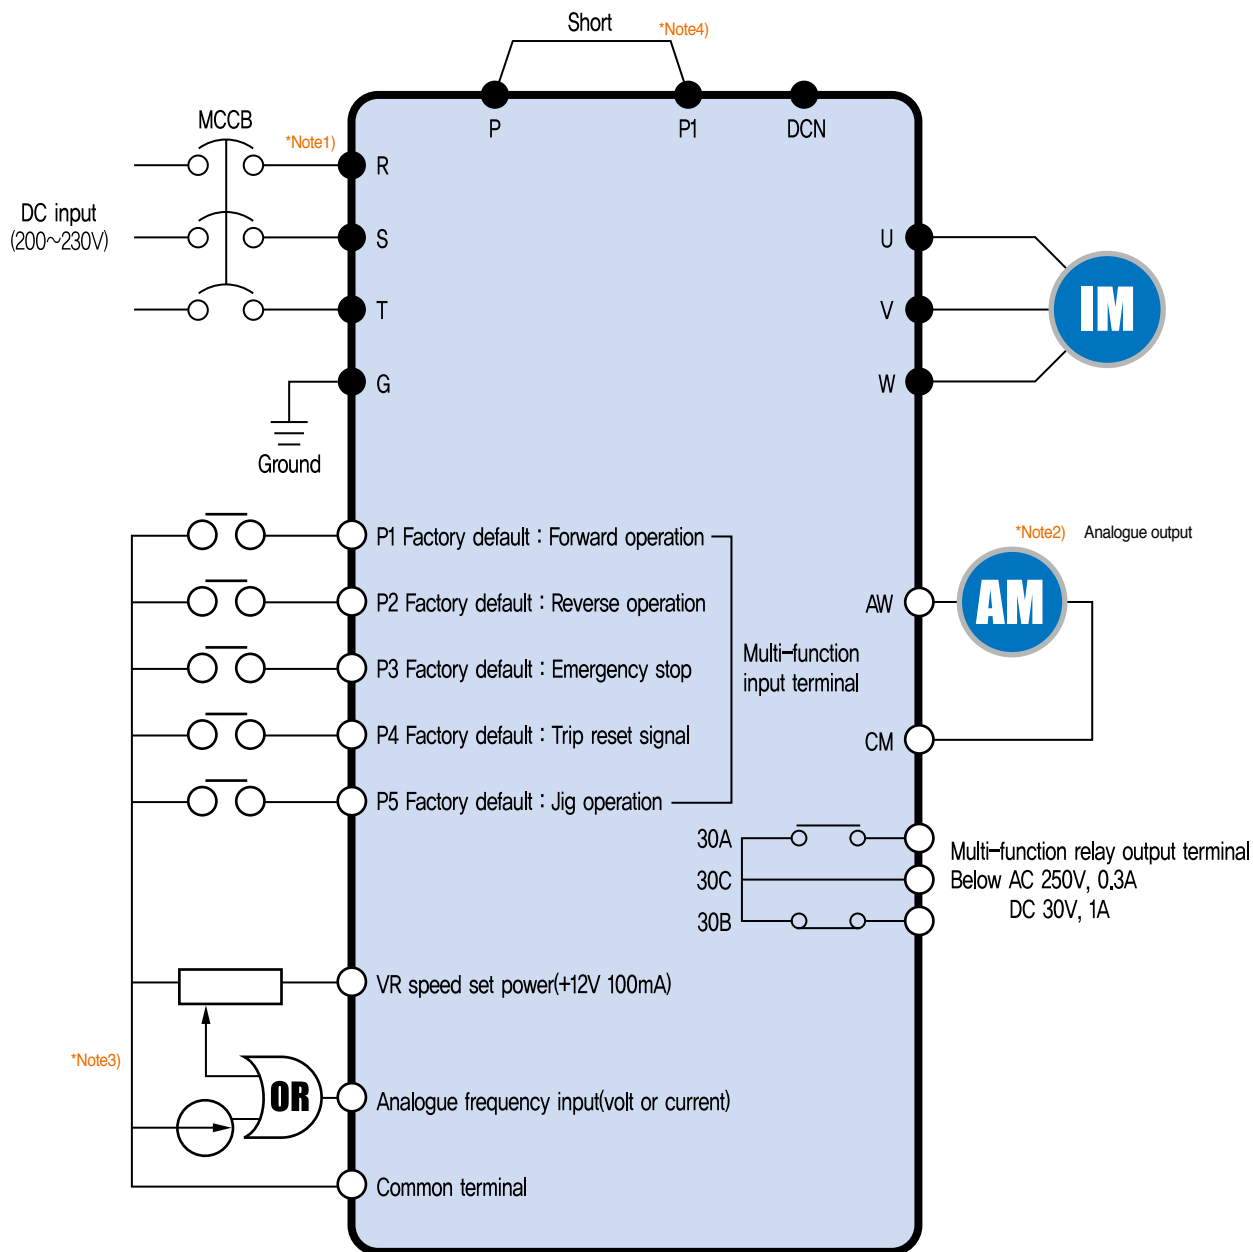 Short
*Note4)
P
P1
DCN
MCCB
*Note1)
R
DC input
(200~230V)
S
T
G
Ground
U
V
W
IM
P1 Factory default : Forward operation
P2 Factory default : Reverse operation
P3 Factory default : Emergency stop
P4 Factory default : Trip reset signal
P5 Factory default : Jig operation
Multi-function
input terminal
*Note2) Analogue output
AW
AM
CM
30A
30C
30B
Multi-function relay output terminal
Below AC 250V, 0.3A
DC 30V, 1A
VR speed set power(+12V 100mA)
*Note3)
OR
Analogue frequency input(volt or current)
Common terminal